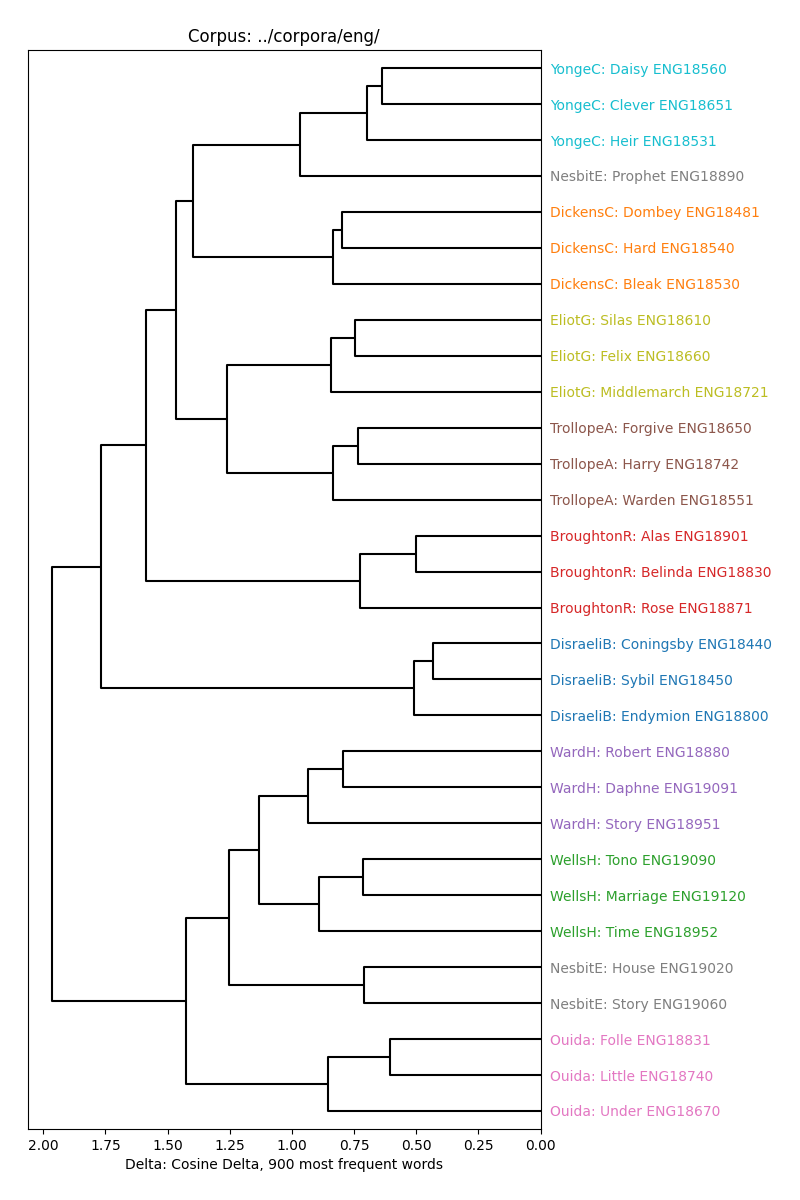 Corpus: ../corpora/eng/
YongeC: Daisy ENG18560
YongeC: Clever ENG18651
YongeC: Heir ENG18531
NesbitE: Prophet ENG18890
DickensC: Dombey ENG18481
DickensC: Hard ENG18540
DickensC: Bleak ENG18530
EliotG: Silas ENG18610
EliotG: Felix ENG18660
EliotG: Middlemarch ENG18721
TrollopeA: Forgive ENG18650
TrollopeA: Harry ENG18742
TrollopeA: Warden ENG18551
BroughtonR: Alas ENG18901
BroughtonR: Belinda ENG18830
BroughtonR: Rose ENG18871
DisraeliB: Coningsby ENG18440
DisraeliB: Sybil ENG18450
DisraeliB: Endymion ENG18800
WardH: Robert ENG18880
WardH: Daphne ENG19091
WardH: Story ENG18951
WellsH: Tono ENG19090
WellsH: Marriage ENG19120
WellsH: Time ENG18952
NesbitE: House ENG19020
NesbitE: Story ENG19060
Ouida: Folle ENG18831
Ouida: Little ENG18740
Ouida: Under ENG18670
2.00 1.75 1.50 1.25 1.00 0.75 0.50 0.25 0.00
Delta: Cosine Delta, 900 most frequent words